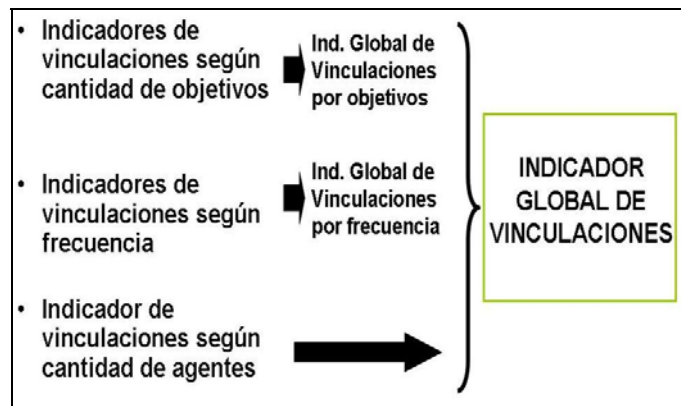 • Indicadores de
vinculaciones según
cantidad de objetivos
Ind. Global de
Vinculaciones
por objetivos
• Indicadores de
vinculaciones según
frecuencia
Ind. Global de
Vinculaciones
por frecuencia
• Indicador de
vinculaciones según
cantidad de agentes
INDICADOR
GLOBAL DE
VINCULACIONES